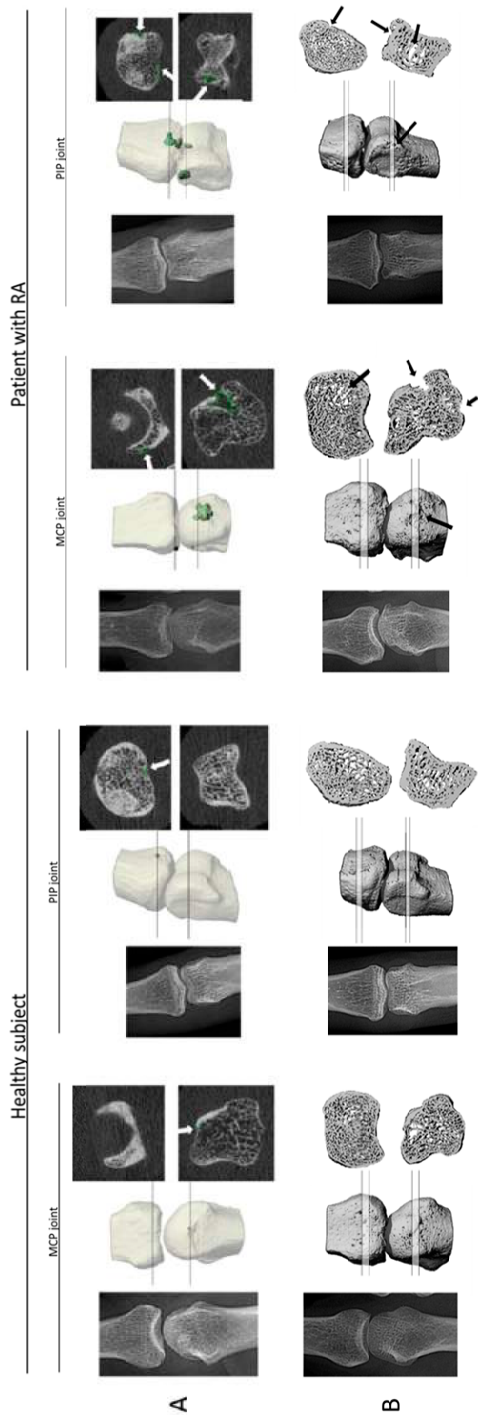 Healthy subject
Patient with RA
MCP joint
PIP joint
MCP joint
PIP joint
A
B